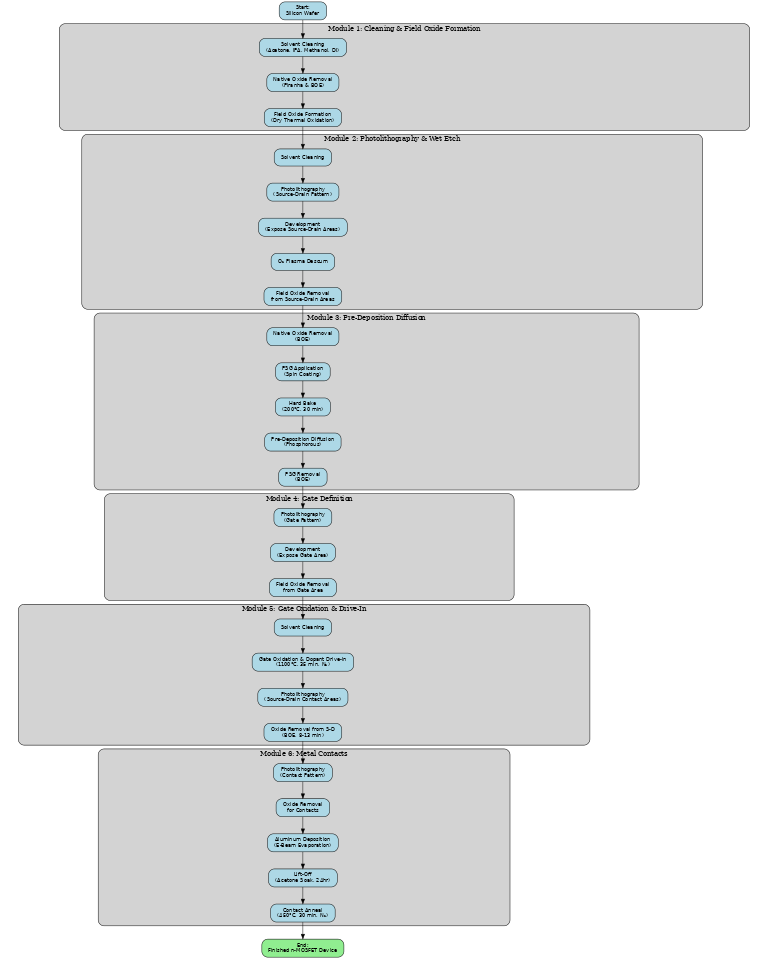 Start:
Silicon Wafer
Module 1: Cleaning & Field Oxide Formation
Solvent Cleaning
(Acetone, IPA, Methanol, DI)
Native Oxide Removal
(Piranha & BOE)
Field Oxide Formation
(Dry Thermal Oxidation)
Module 2: Photolithography & Wet Etch
Solvent Cleaning
Photolithography
(Source-Drain Pattern)
Development
(Expose Source-Drain Areas)
O₂ Plasma Descum
Field Oxide Removal
from Source-Drain Areas
Module 3: Pre-Deposition Diffusion
Native Oxide Removal
(BOE)
PSG Application
(Spin Coating)
Hard Bake
(200°C, 30 min)
Pre-Deposition Diffusion
(Phosphorous)
PSG Removal
(BOE)
Module 4: Gate Definition
Photolithography
(Gate Pattern)
Development
(Expose Gate Area)
Field Oxide Removal
from Gate Area
Module 5: Gate Oxidation & Drive-In
Solvent Cleaning
Gate Oxidation & Dopant Drive-in
(1100°C, 35 min, N₂)
Photolithography
(Source-Drain Contact Areas)
Oxide Removal from S-D
(BOE, 8-13 min)
Module 6: Metal Contacts
Photolithography
(Contact Pattern)
Oxide Removal
for Contacts
Aluminum Deposition
(E-Beam Evaporation)
Lift-Off
(Acetone Soak, 24hr)
Contact Anneal
(450°C, 30 min, N₂)
End:
Finished n-MOSFET Device